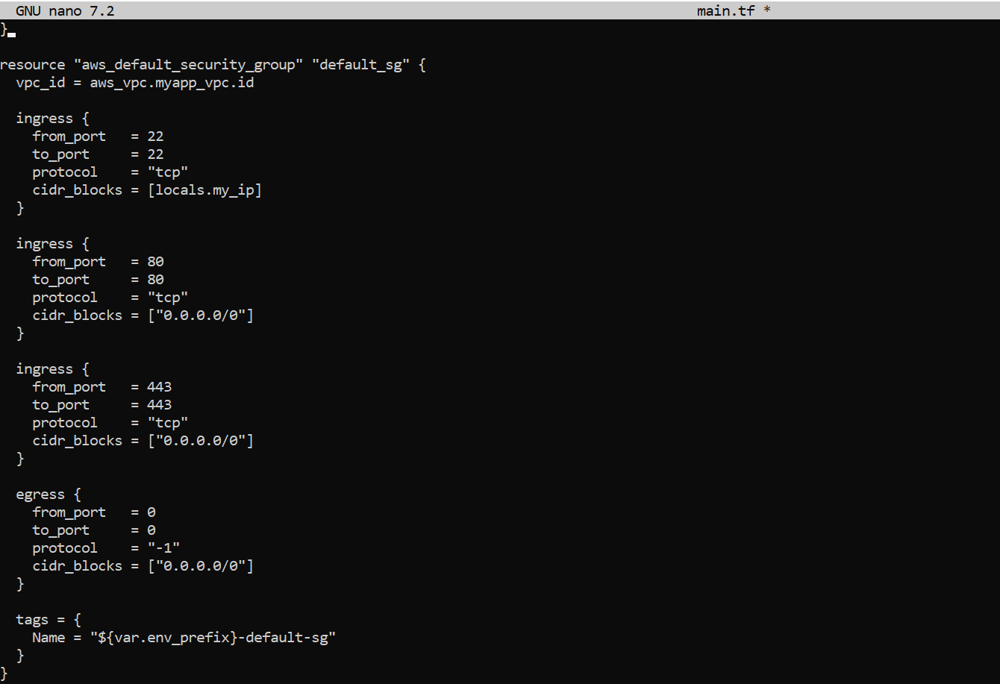 GNU nano 7.2 main.tf *
}
resource "aws_default_security_group" "default_sg" {
  vpc_id = aws_vpc.myapp_vpc.id

  ingress {
    from_port   = 22
    to_port     = 22
    protocol    = "tcp"
    cidr_blocks = [locals.my_ip]
  }

  ingress {
    from_port   = 80
    to_port     = 80
    protocol    = "tcp"
    cidr_blocks = ["0.0.0.0/0"]
  }

  ingress {
    from_port   = 443
    to_port     = 443
    protocol    = "tcp"
    cidr_blocks = ["0.0.0.0/0"]
  }

  egress {
    from_port   = 0
    to_port     = 0
    protocol    = "-1"
    cidr_blocks = ["0.0.0.0/0"]
  }

  tags = {
    Name = "${var.env_prefix}-default-sg"
  }
}